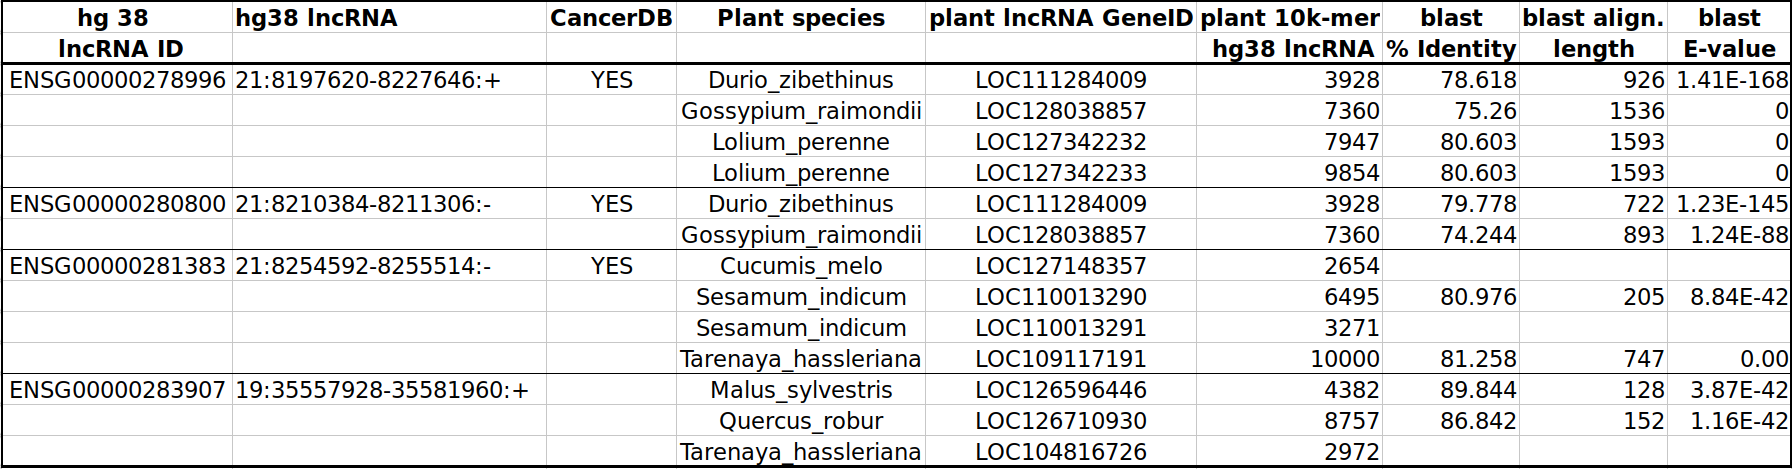 hg 38 hg38 lncRNA CancerDB Plant species plant lncRNA GeneID plant 10k-mer blast blast align. blast
lncRNA ID hg38 lncRNA % Identity length E-value
ENSG00000278996 21:8197620-8227646:+ YES Durio_zibethinus LOC111284009 3928 78.618 926 1.41E-168
Gossypium_raimondii LOC128038857 7360 75.26 1536 0
Lolium_perenne LOC127342232 7947 80.603 1593 0
Lolium_perenne LOC127342233 9854 80.603 1593 0
ENSG00000280800 21:8210384-8211306:- YES Durio_zibethinus LOC111284009 3928 79.778 722 1.23E-145
Gossypium_raimondii LOC128038857 7360 74.244 893 1.24E-88
ENSG00000281383 21:8254592-8255514:- YES Cucumis_melo LOC127148357 2654
Sesamum_indicum LOC110013290 6495 80.976 205 8.84E-42
Sesamum_indicum LOC110013291 3271
Tarenaya_hassleriana LOC109117191 10000 81.258 747 0.00
ENSG00000283907 19:35557928-35581960:+ Malus_sylvestris LOC126596446 4382 89.844 128 3.87E-42
Quercus_robur LOC126710930 8757 86.842 152 1.16E-42
Tarenaya_hassleriana LOC104816726 2972